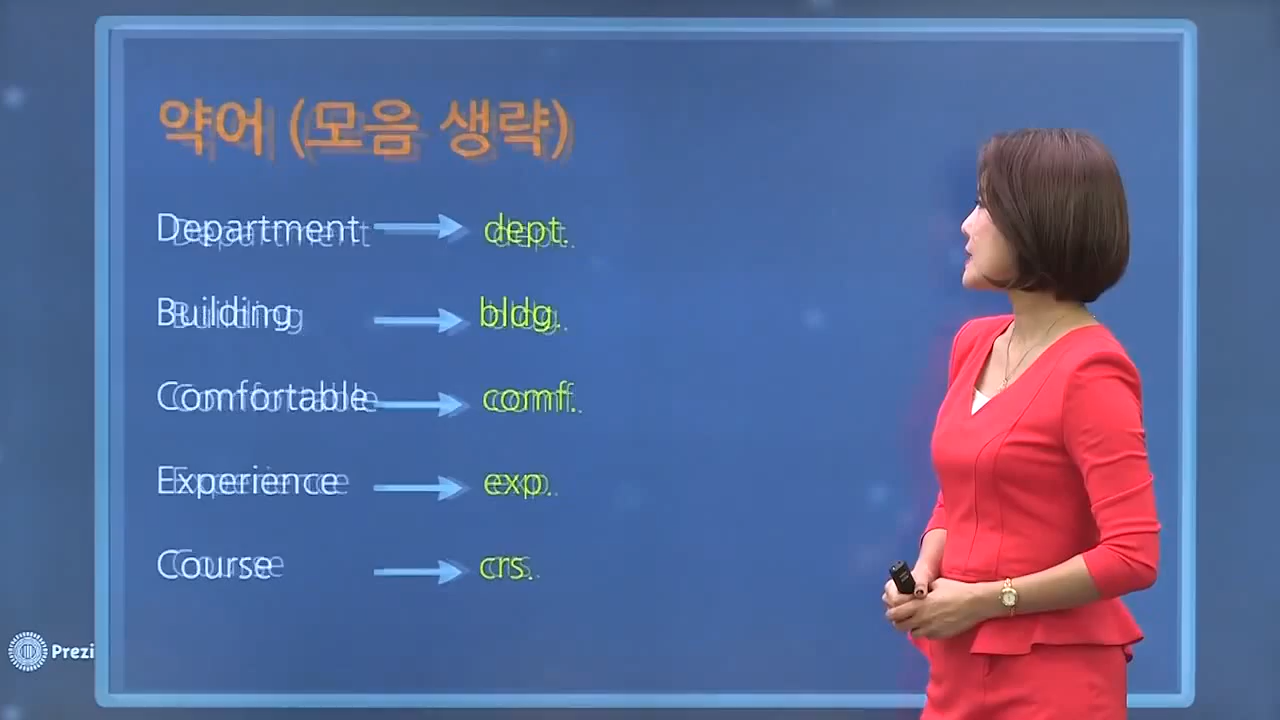 약어 (모음 생략)
Department → dept.
Building → bldg.
Comfortable → comf.
Experience → exp.
Course → crs.
Prezi